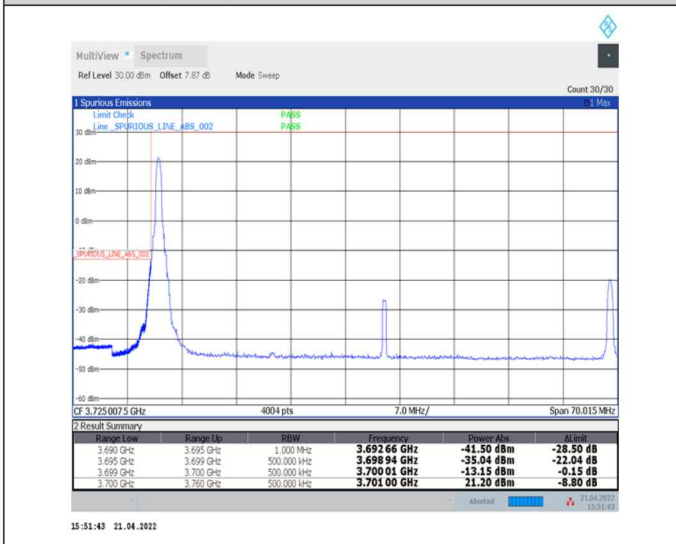 MultiView Spectrum
Ref Level 30.00 dBm Offset 7.87 dB Mode Sweep
Count 30/30
1 Spurious Emissions 1 Max
Limit Check PASS
Line _SPURIOUS_LINE_ABS_002 PASS
30 dBm
20 dBm
10 dBm
0 dBm
_SPURIOUS_LINE_ABS_002
-20 dBm
-30 dBm
-40 dBm
-50 dBm
-60 dBm
CF 3.7250075 GHz 4004 pts 7.0 MHz/ Span 70.015 MHz
2 Result Summary
Range Low Range Up RBW Frequency Power Abs ΔLimit
3.690 GHz 3.695 GHz 1.000 MHz 3.692 66 GHz -41.50 dBm -28.50 dB
3.695 GHz 3.699 GHz 500.000 kHz 3.698 94 GHz -35.04 dBm -22.04 dB
3.699 GHz 3.700 GHz 500.000 kHz 3.700 01 GHz -13.15 dBm -0.15 dB
3.700 GHz 3.760 GHz 500.000 kHz 3.701 00 GHz 21.20 dBm -8.80 dB
Aborted 21.04.2022
15:51:43
15:51:43 21.04.2022